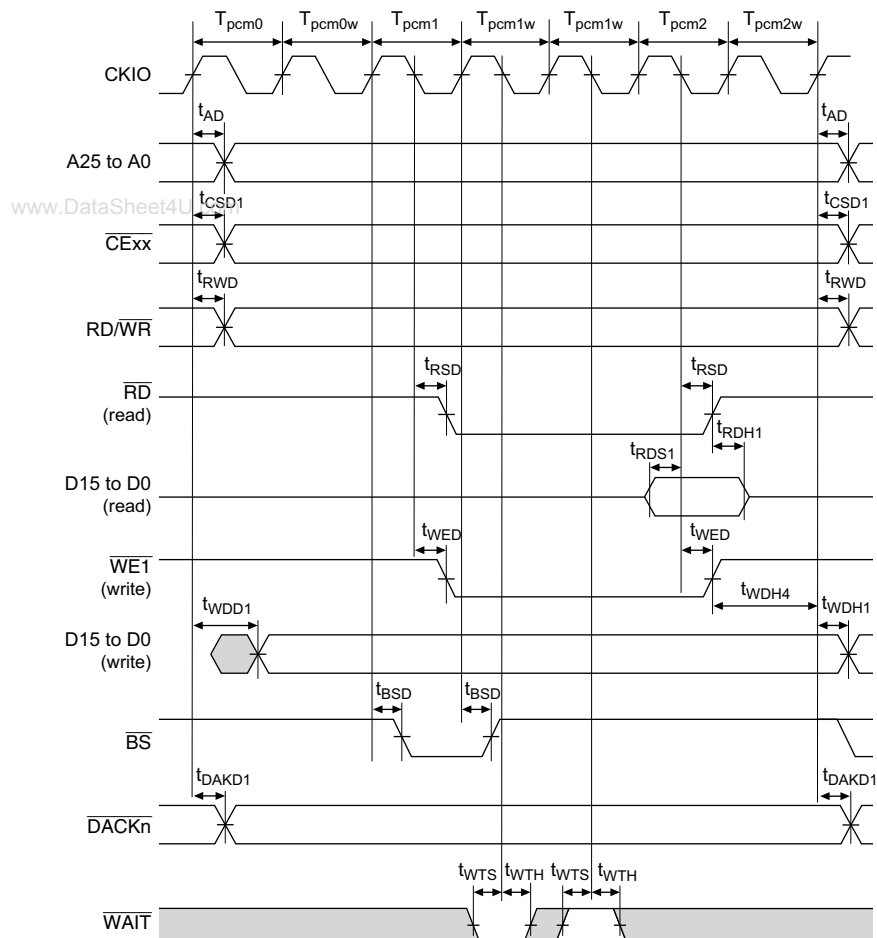 Tpcm0 Tpcm0w Tpcm1 Tpcm1w Tpcm1w Tpcm2 Tpcm2w
CKIO
tAD tAD
A25 to A0
www.DataSheet4U.com
tCSD1 tCSD1
CExx
tRWD tRWD
RD/WR
tRSD tRSD
RD
(read)
tRDH1
tRDS1
D15 to D0
(read)
tWED tWED
WE1
(write)
tWDD1 tWDH4 tWDH1
D15 to D0
(write)
tBSD tBSD
BS
tDAKD1 tDAKD1
DACKn
tWTS tWTH tWTS tWTH
WAIT